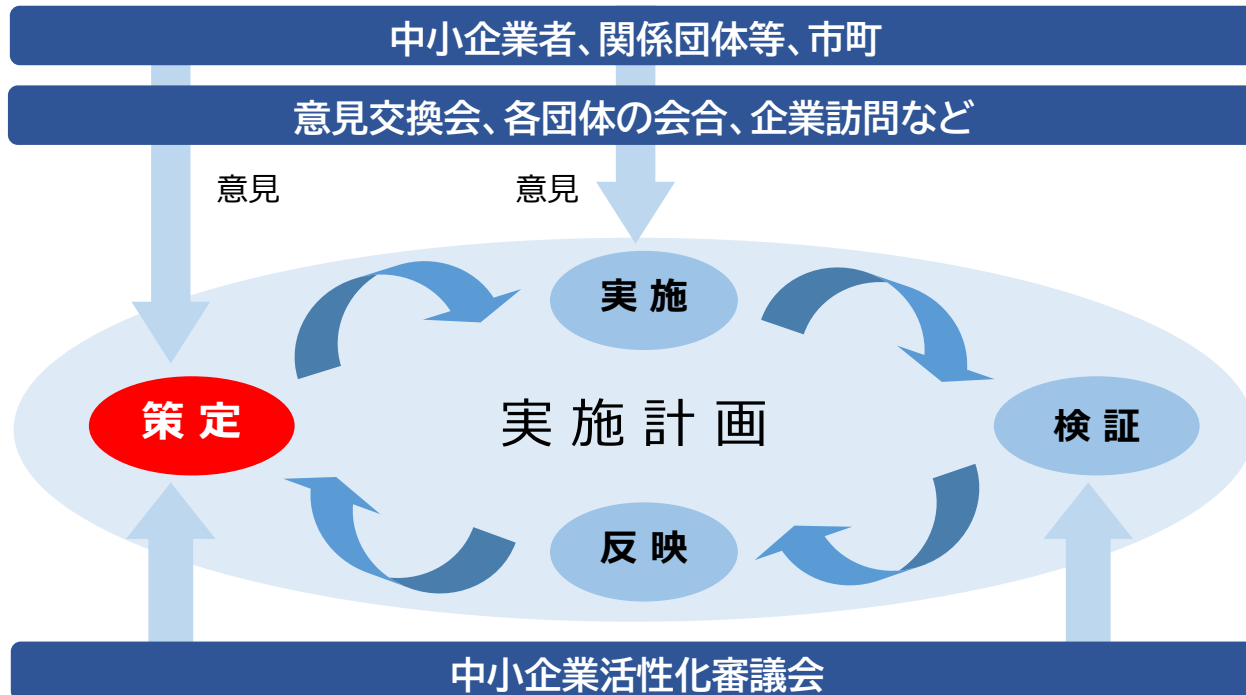 中小企業者、関係団体等、市町
意見交換会、各団体の会合、企業訪問など
意見
意見
実施
策定
実施計画
検証
反映
中小企業活性化審議会